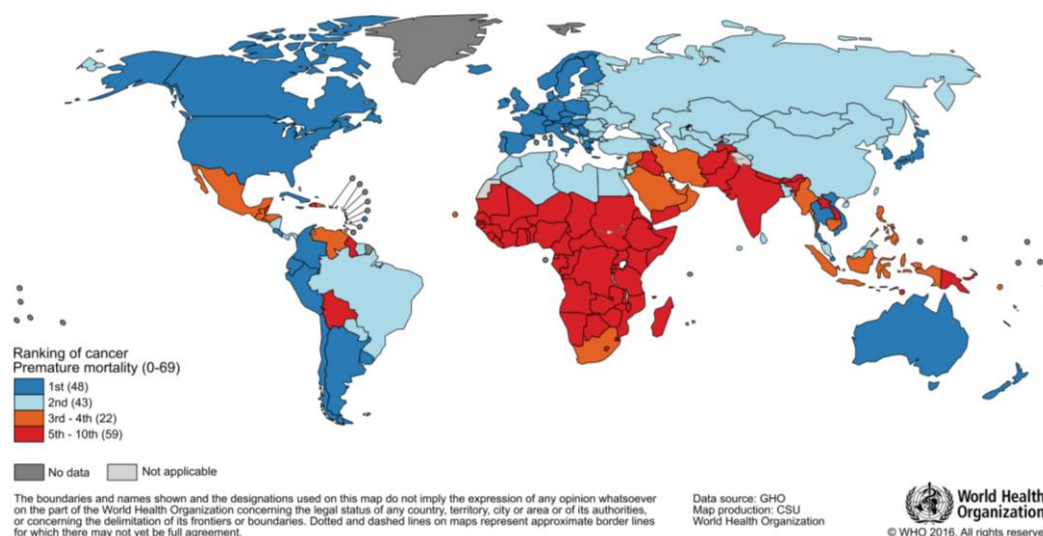 Ranking of cancer
Premature mortality (0-69)
1st (48)
2nd (43)
3rd - 4th (22)
5th - 10th (59)
No data
Not applicable
The boundaries and names shown and the designations used on this map do not imply the expression of any opinion whatsoever
on the part of the World Health Organization concerning the legal status of any country, territory, city or area or of its authorities,
or concerning the delimitation of its frontiers or boundaries. Dotted and dashed lines on maps represent approximate border lines
for which there may not yet be full agreement.
Data source: GHO
Map production: CSU
World Health Organization
World Health
Organization
© WHO 2016. All rights reserve